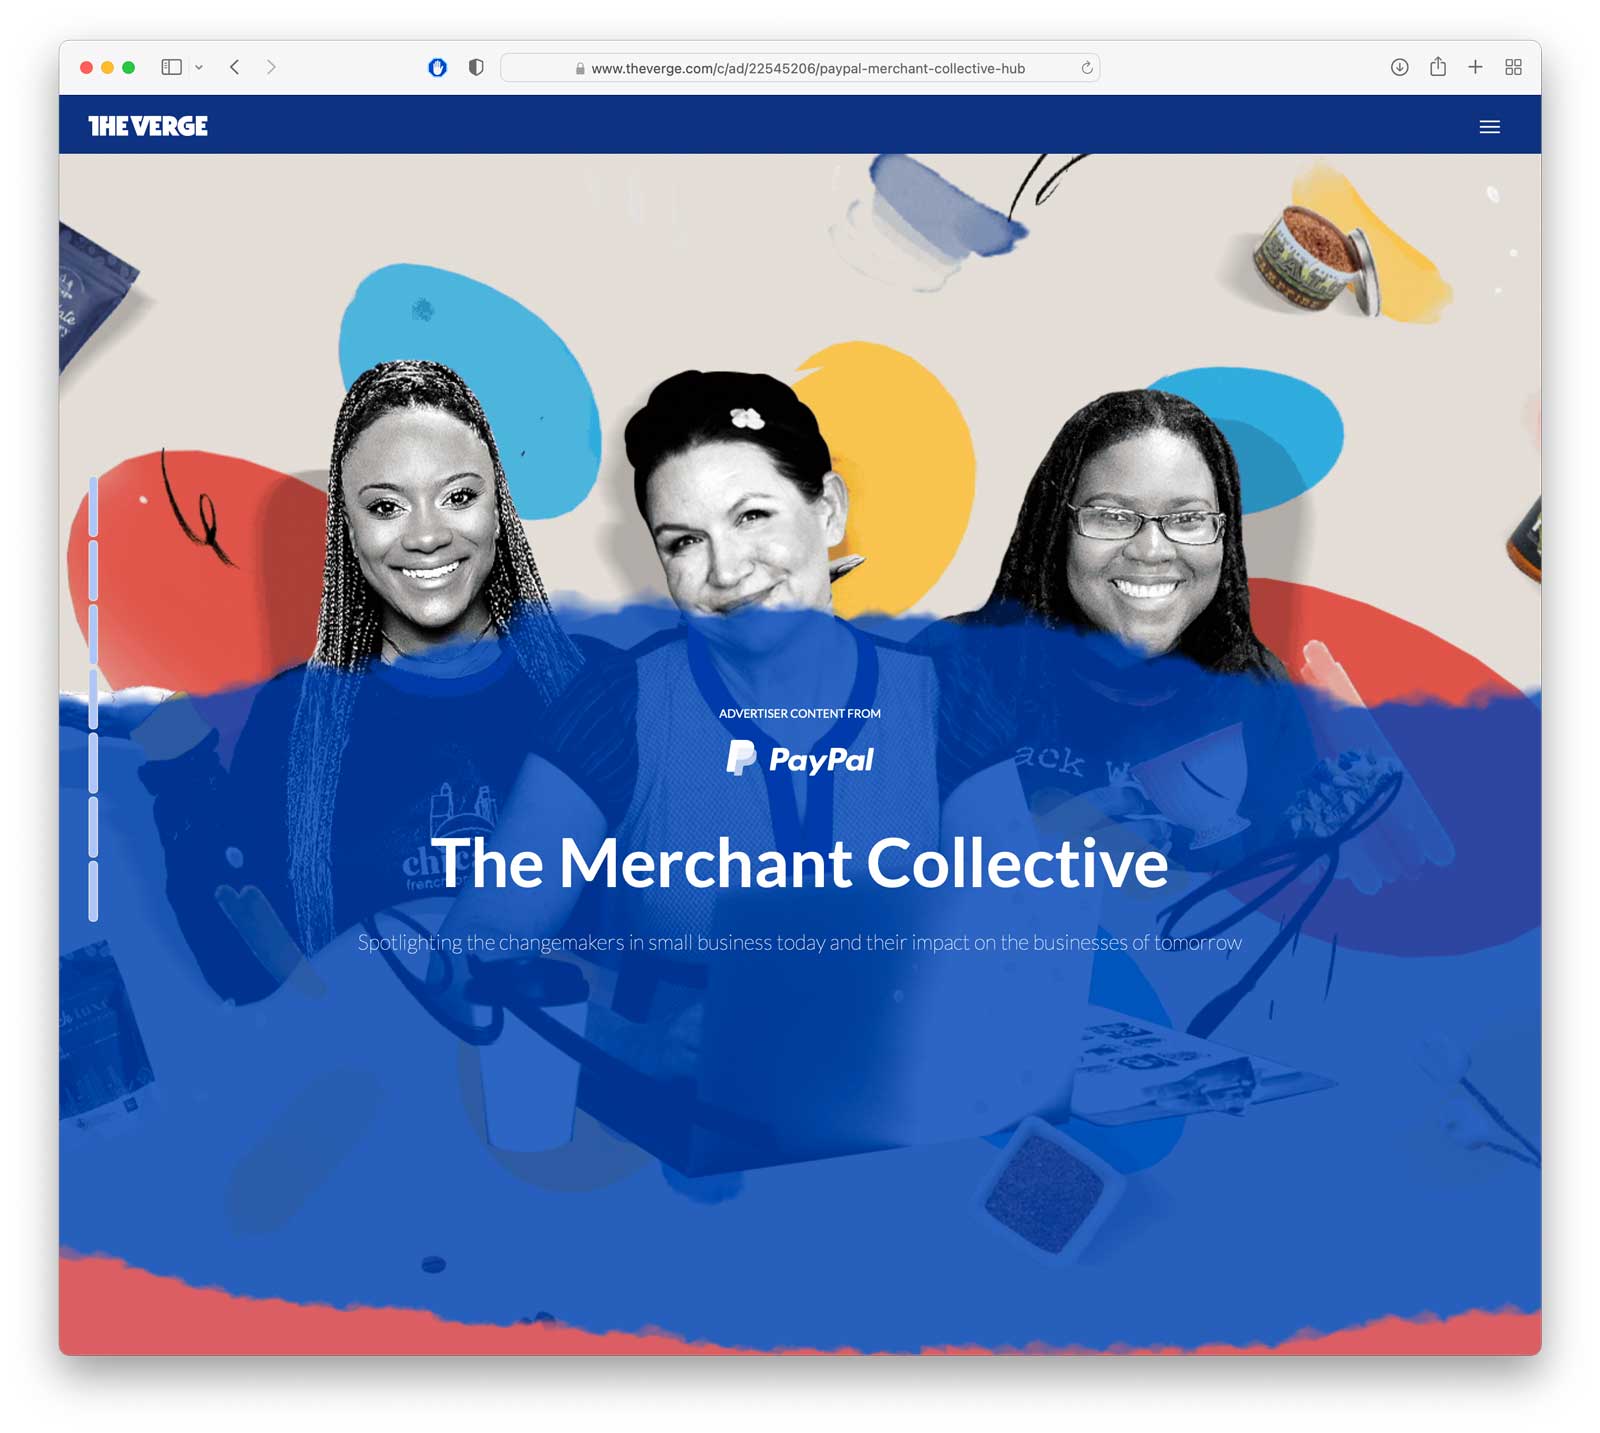 www.theverge.com/c/ad/22545206/paypal-merchant-collective-hub
THE VERGE
ack w
ADVERTISER CONTENT FROM
PayPal
The Merchant Collective
Spotlighting the changemakers in small business today and their impact on the businesses of tomorrow